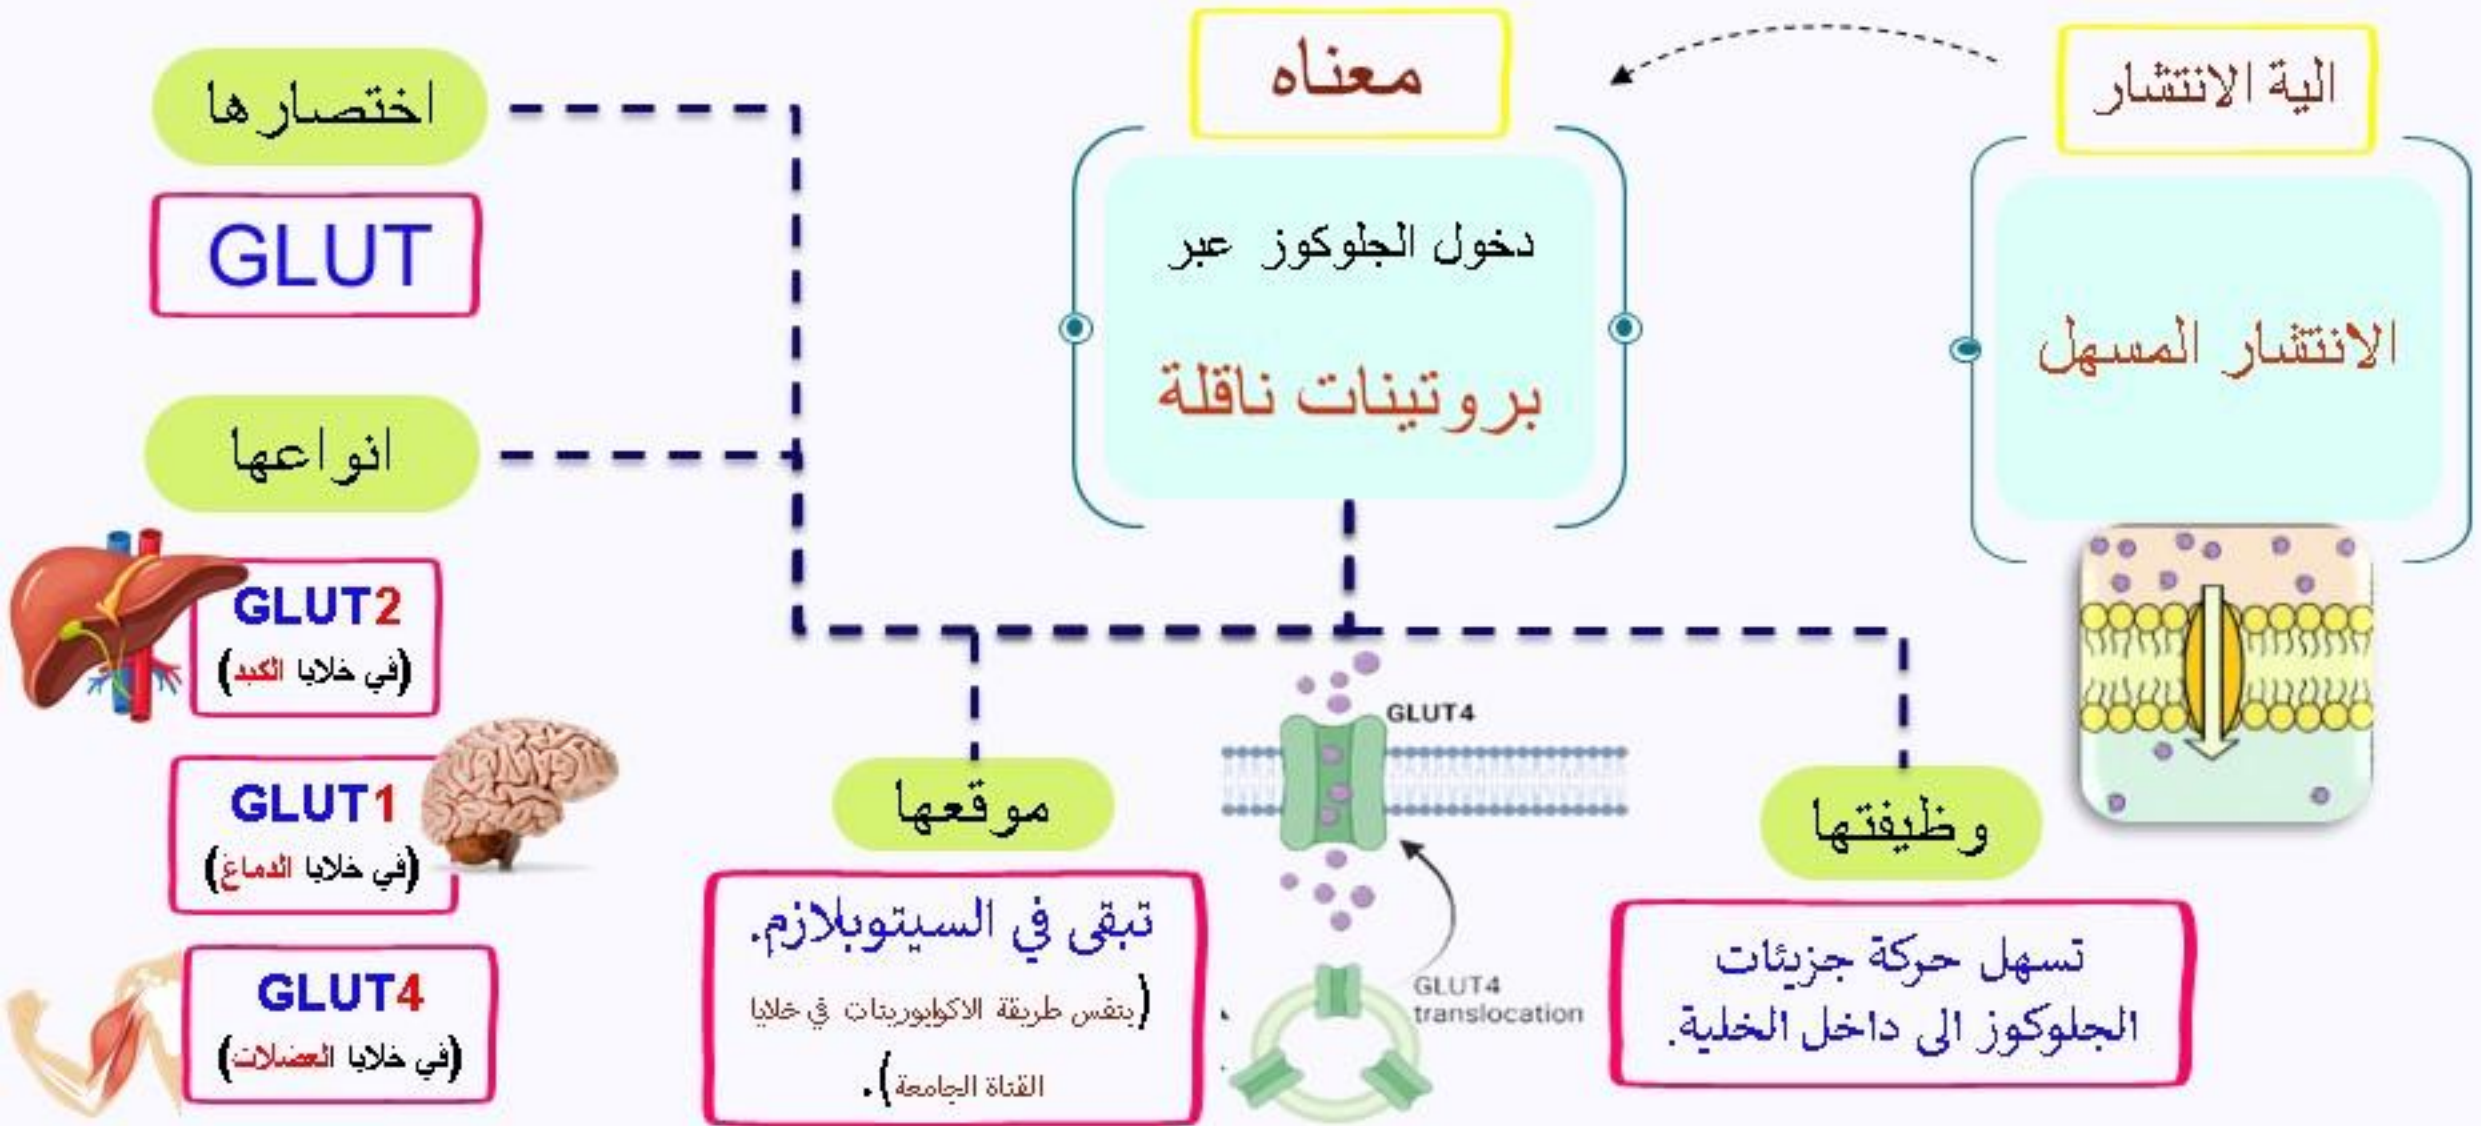 الية الانتشار
الانتشار المسهل
معناه
دخول الجلوكوز عبر
بروتينات ناقلة
اختصارها
GLUT
انواعها
GLUT2
(في خلايا الكبد)
GLUT1
(في خلايا الدماغ)
GLUT4
(في خلايا العضلات)
موقعها
تبقى في السيتوبلازم.
(بنفس طريقة الاكوابورينات في خلايا
القناة الجامعة).
GLUT4
GLUT4
translocation
وظيفتها
تسهل حركة جزيئات
الجلوكوز الى داخل الخلية.